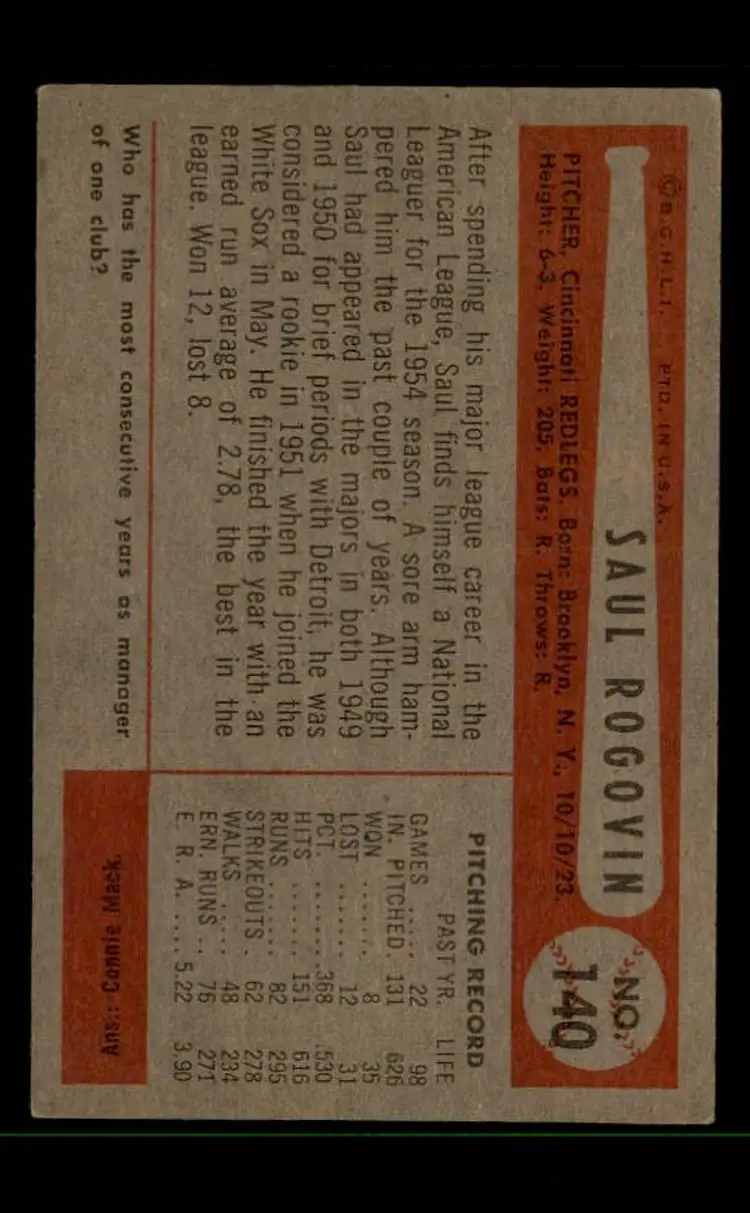 © B.G.H.L.I. PTD. IN U.S.A.
SAUL ROGOVIN
NO. 140
PITCHER, Cincinnati REDLEGS. Born: Brooklyn, N. Y., 10/10/23.
Height: 6-3. Weight: 205. Bats: R. Throws: R.
After spending his major league career in the
American League, Saul finds himself a National
Leaguer for the 1954 season. A sore arm ham-
pered him the past couple of years. Although
Saul had appeared in the majors in both 1949
and 1950 for brief periods with Detroit, he was
considered a rookie in 1951 when he joined the
White Sox in May. He finished the year with an
earned run average of 2.78, the best in the
league. Won 12, lost 8.
PITCHING RECORD
PAST YR. LIFE
GAMES ..... 22 98
IN. PITCHED. 131 626
WON ....... 8 35
LOST ....... 12 31
PCT. ........ .368 .530
HITS ....... 151 616
RUNS ....... 82 295
STRIKEOUTS . 62 278
WALKS ..... 48 234
ERN. RUNS .. 76 271
E. R. A. .... 5.22 3.90
Who has the most consecutive years as manager
of one club?
Ans.: Connie Mack.